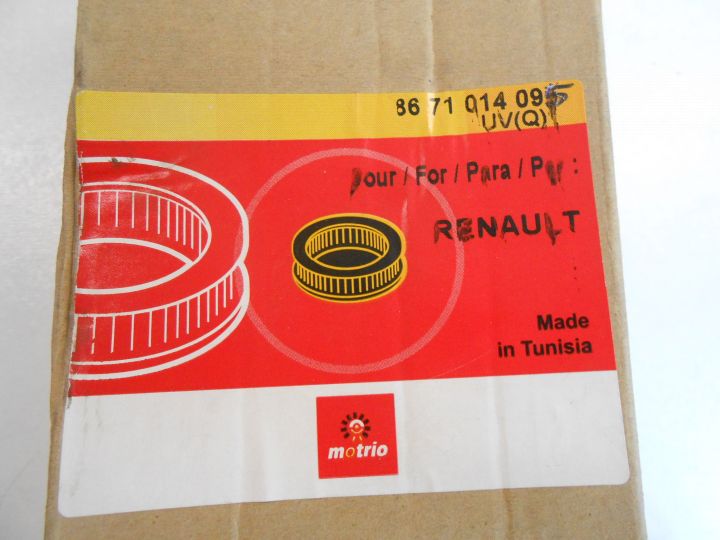 86 71 014 095
UV(Q)
pour / For / Para / Per :
RENAULT
:
Made
in Tunisia
motrio